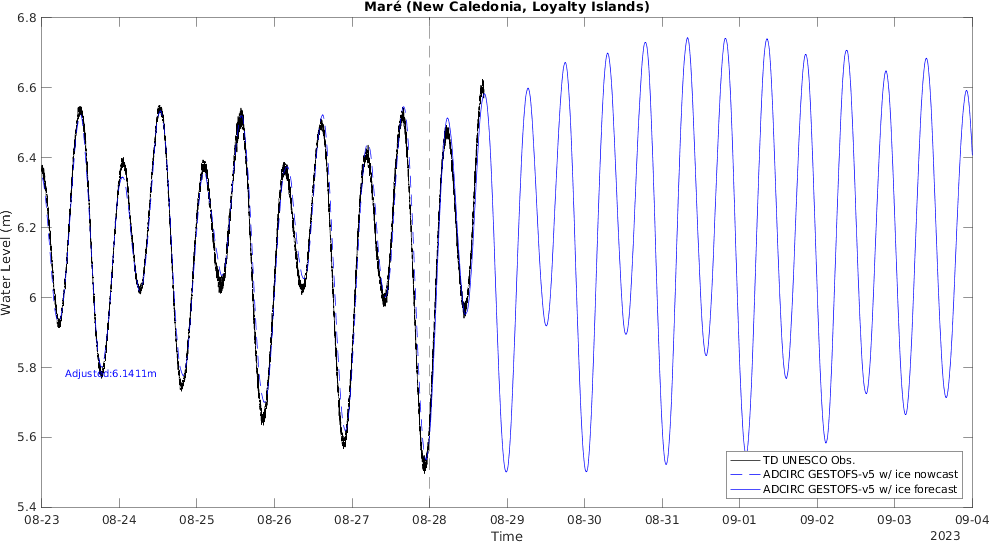 Maré (New Caledonia, Loyalty Islands)
6.8
6.6
6.4
6.2
6
5.8
5.6
5.4
Water Level (m)
Adjusted:6.1411m
TD UNESCO Obs.
ADCIRC GESTOFS-v5 w/ ice nowcast
ADCIRC GESTOFS-v5 w/ ice forecast
08-23 08-24 08-25 08-26 08-27 08-28 08-29 08-30 08-31 09-01 09-02 09-03 09-04
Time
2023